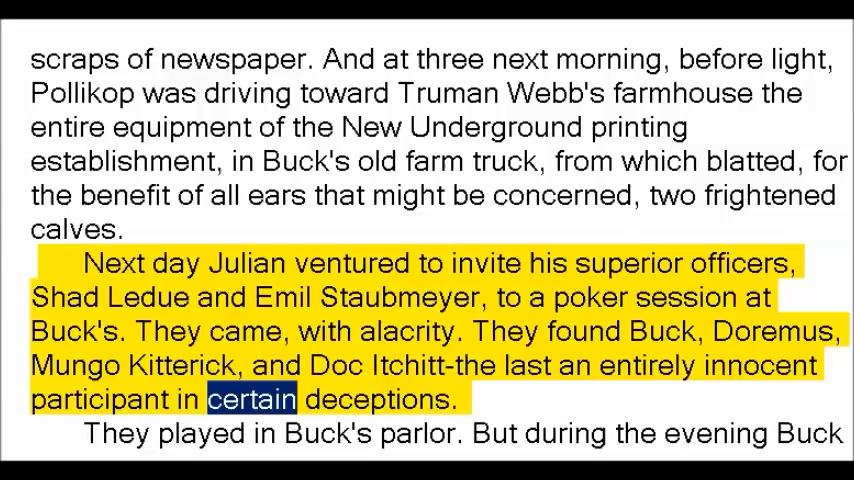 scraps of newspaper. And at three next morning, before light,
Pollikop was driving toward Truman Webb's farmhouse the
entire equipment of the New Underground printing
establishment, in Buck's old farm truck, from which blatted, for
the benefit of all ears that might be concerned, two frightened
calves.
Next day Julian ventured to invite his superior officers,
Shad Ledue and Emil Staubmeyer, to a poker session at
Buck's. They came, with alacrity. They found Buck, Doremus,
Mungo Kitterick, and Doc Itchitt-the last an entirely innocent
participant in certain deceptions.
They played in Buck's parlor. But during the evening Buck